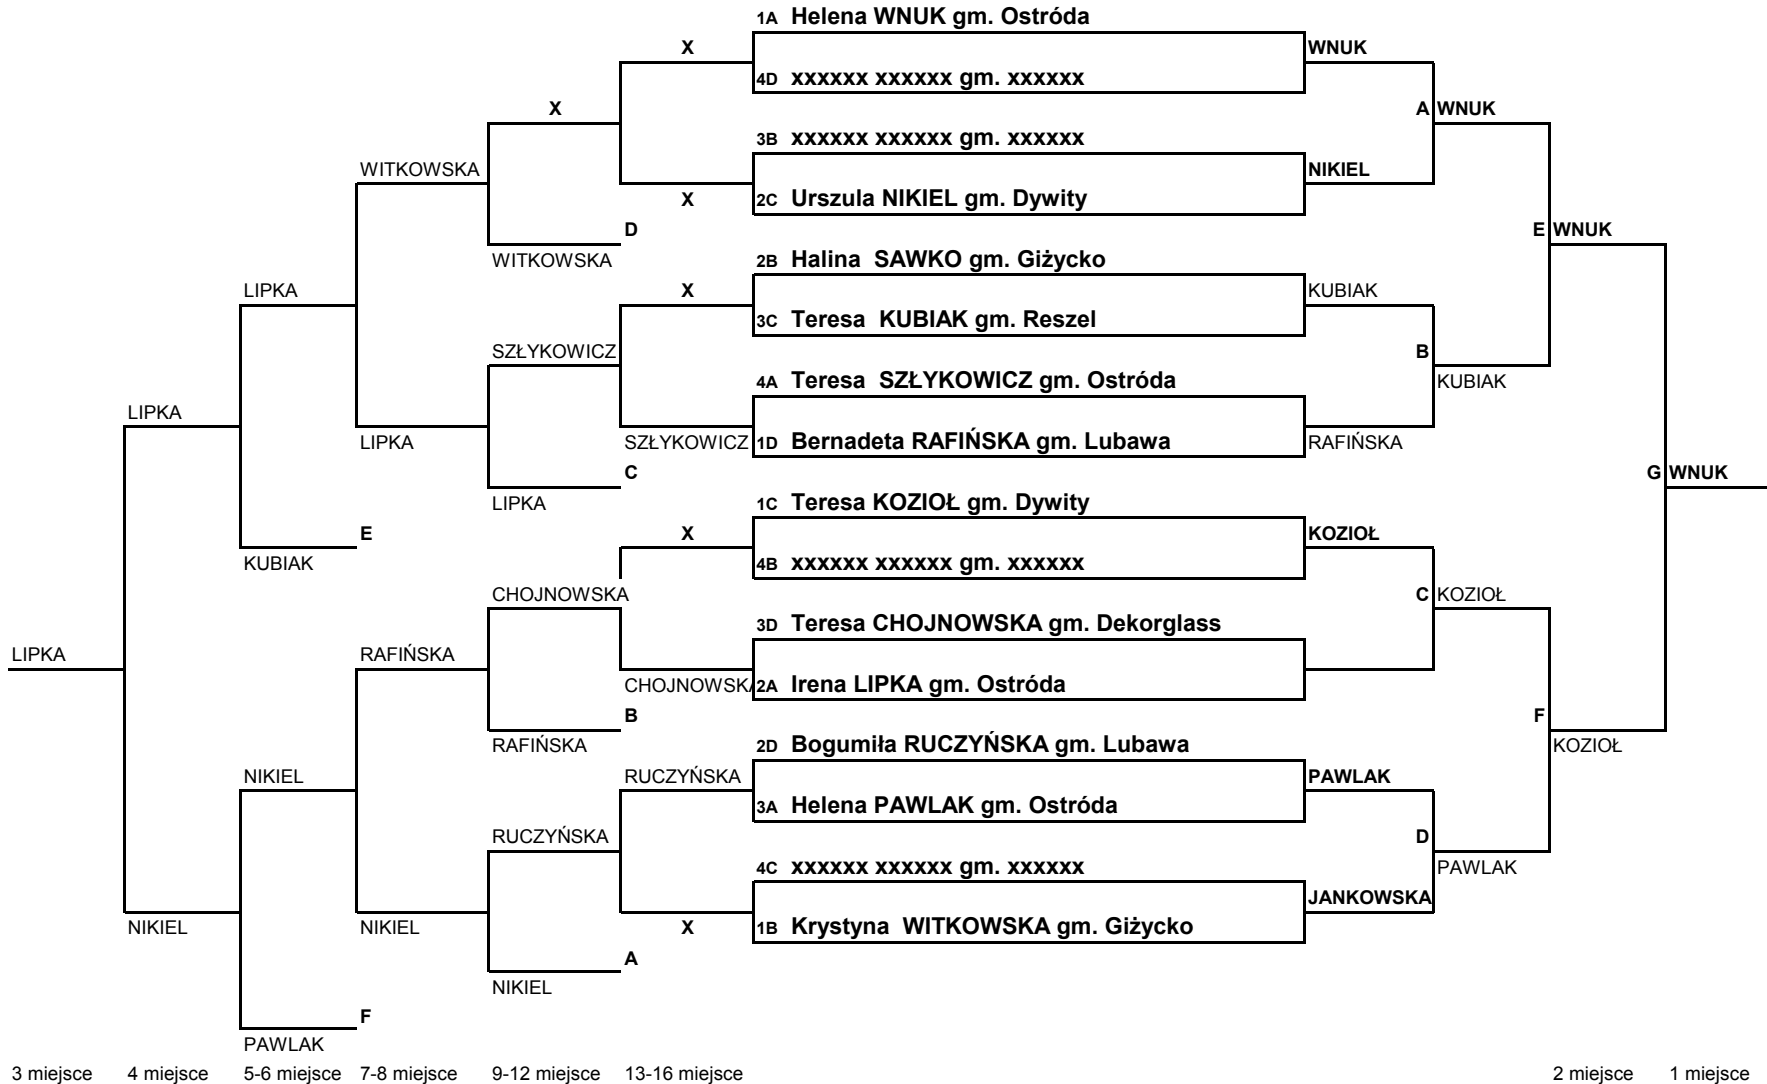 1A Helena WNUK gm. Ostróda
X WNUK
4D xxxxxx xxxxxx gm. xxxxxx
X A WNUK
3B xxxxxx xxxxxx gm. xxxxxx
WITKOWSKA NIKIEL
X 2C Urszula NIKIEL gm. Dywity
D E WNUK
WITKOWSKA 2B Halina SAWKO gm. Giżycko
LIPKA X KUBIAK
3C Teresa KUBIAK gm. Reszel
SZŁYKOWICZ B
4A Teresa SZŁYKOWICZ gm. Ostróda KUBIAK
LIPKA
LIPKA SZŁYKOWICZ 1D Bernadeta RAFIŃSKA gm. Lubawa RAFIŃSKA
C G WNUK
LIPKA 1C Teresa KOZIOŁ gm. Dywity
E X KOZIOŁ
KUBIAK 4B xxxxxx xxxxxx gm. xxxxxx
CHOJNOWSKA C KOZIOŁ
3D Teresa CHOJNOWSKA gm. Dekorglass
LIPKA RAFIŃSKA
CHOJNOWSKA 2A Irena LIPKA gm. Ostróda
B F
RAFIŃSKA 2D Bogumiła RUCZYŃSKA gm. Lubawa KOZIOŁ
NIKIEL RUCZYŃSKA PAWLAK
3A Helena PAWLAK gm. Ostróda
RUCZYŃSKA D
4C xxxxxx xxxxxx gm. xxxxxx PAWLAK
JANKOWSKA
NIKIEL NIKIEL X 1B Krystyna WITKOWSKA gm. Giżycko
A
NIKIEL
F
PAWLAK
3 miejsce 4 miejsce 5-6 miejsce 7-8 miejsce 9-12 miejsce 13-16 miejsce 2 miejsce 1 miejsce